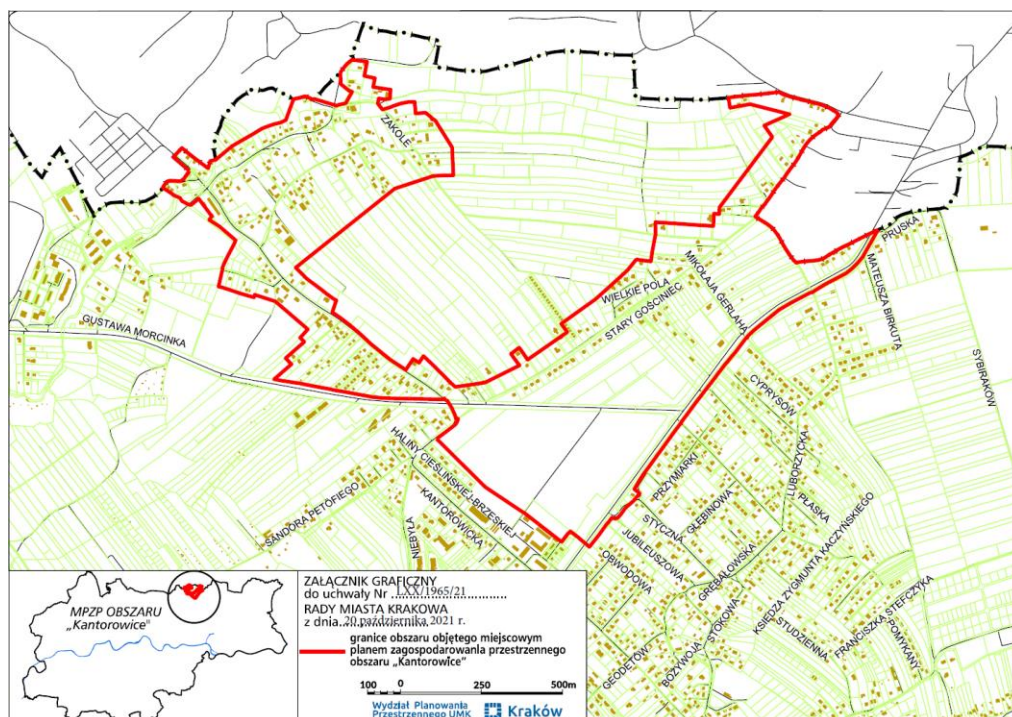 ZAKOLE
PRUSKA
MATEUSZA BIRKUTA
MIKOŁAJA GERLAHA
WIELKIE POLA
STARY GOŚCINIEC
GUSTAWA MORCINKA
SYBIRAKÓW
CYPRYSÓW
LUBORZYCKA
HALINY CIEŚLIŃSKIEJ-BRZESKIEJ
PRZYMIARKI
KANTOROWICKA
SANDORA PETOFIEGO
NIEBYŁA
GŁĘBINOWA
PŁASKA
STYCZNA
JUBILEUSZOWA
OBWODOWA
GRĘBAŁOWSKA
KSIĘDZA ZYGMUNTA KACZYŃSKIEGO
STOKOWA
STUDZIENNA
FRANCISZKA STEFCZYKA
POMYKANY
BOŻYWOJA
GEODETÓW
MPZP OBSZARU
„Kantorowice”
ZAŁĄCZNIK GRAFICZNY
do uchwały Nr LXX/1965/21
RADY MIASTA KRAKOWA
z dnia 20 października 2021 r.
granice obszaru objętego miejscowym
planem zagospodarowania przestrzennego
obszaru „Kantorowice”
100 0 250 500m
Wydział Planowania
Przestrzennego UMK
Kraków